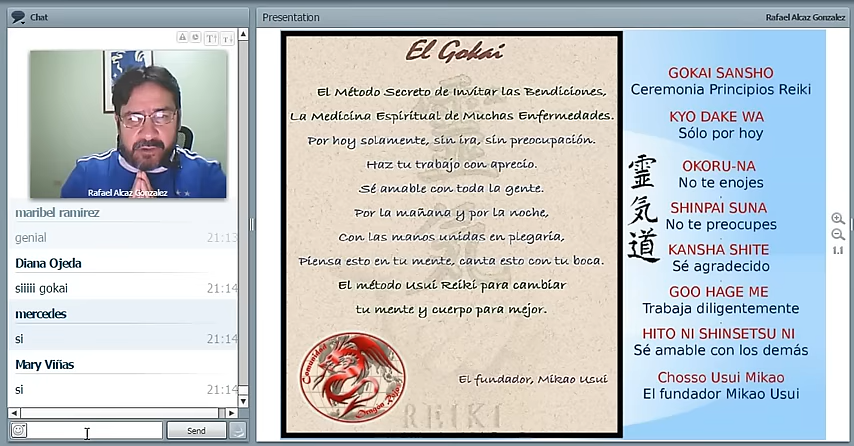 Chat
Rafael Alcaz Gonzalez
maribel ramirez
genial 21:13
Diana Ojeda
siiiii gokai 21:14
mercedes
si 21:14
Mary Viñas
si 21:14
Send
Presentation
Rafael Alcaz Gonzalez
El Gokai
El Método Secreto de Invitar las Bendiciones,
La Medicina Espiritual de Muchas Enfermedades.
Por hoy solamente, sin ira, sin preocupación.
Haz tu trabajo con aprecio.
Sé amable con toda la gente.
Por la mañana y por la noche,
Con las manos unidas en plegaria,
Piensa esto en tu mente, canta esto con tu boca.
El método Usui Reiki para cambiar
tu mente y cuerpo para mejor.
Comunidad
Dragon Rojo
El fundador, Mikao Usui
REIKI
靈氣道
GOKAI SANSHO
Ceremonia Principios Reiki
KYO DAKE WA
Sólo por hoy
OKORU-NA
No te enojes
SHINPAI SUNA
No te preocupes
KANSHA SHITE
Sé agradecido
GOO HAGE ME
Trabaja diligentemente
HITO NI SHINSETSU NI
Sé amable con los demás
Chosso Usui Mikao
El fundador Mikao Usui
1:1